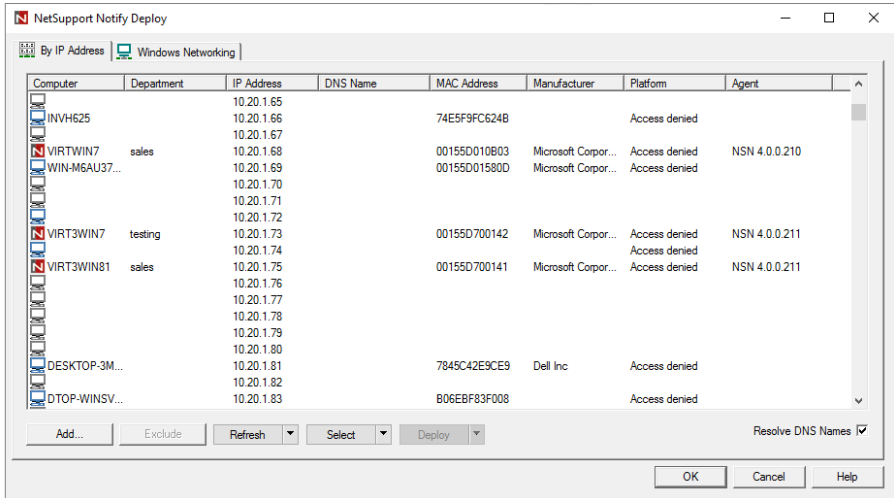 NetSupport Notify Deploy
By IP Address Windows Networking
Computer Department IP Address DNS Name MAC Address Manufacturer Platform Agent
10.20.1.65
INVH625 10.20.1.66 74E5F9FC624B Access denied
10.20.1.67
VIRTWIN7 sales 10.20.1.68 00155D010B03 Microsoft Corpor... Access denied NSN 4.0.0.210
WIN-M6AU37... 10.20.1.69 00155D01580D Microsoft Corpor... Access denied
10.20.1.70
10.20.1.71
10.20.1.72
VIRT3WIN7 testing 10.20.1.73 00155D700142 Microsoft Corpor... Access denied NSN 4.0.0.211
10.20.1.74 Access denied
VIRT3WIN81 sales 10.20.1.75 00155D700141 Microsoft Corpor... Access denied NSN 4.0.0.211
10.20.1.76
10.20.1.77
10.20.1.78
10.20.1.79
10.20.1.80
DESKTOP-3M... 10.20.1.81 7845C42E9CE9 Dell Inc Access denied
10.20.1.82
DTOP-WINSV... 10.20.1.83 B06EBF83F008 Access denied
Add... Exclude Refresh Select Deploy Resolve DNS Names
OK Cancel Help